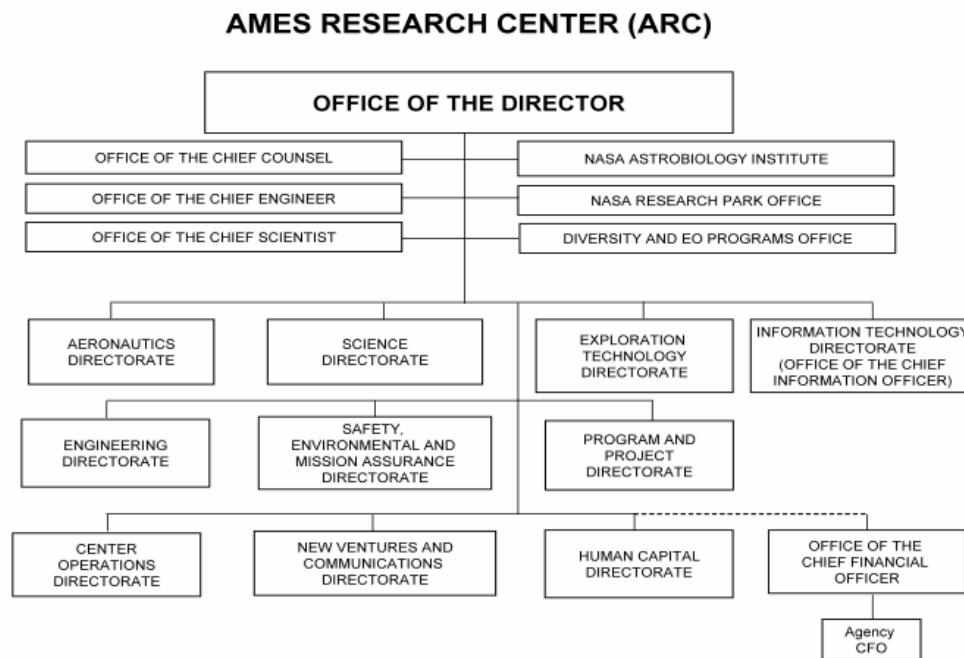 AMES RESEARCH CENTER (ARC)
OFFICE OF THE DIRECTOR
OFFICE OF THE CHIEF COUNSEL
NASA ASTROBIOLOGY INSTITUTE
OFFICE OF THE CHIEF ENGINEER
NASA RESEARCH PARK OFFICE
OFFICE OF THE CHIEF SCIENTIST
DIVERSITY AND EO PROGRAMS OFFICE
AERONAUTICS
DIRECTORATE
SCIENCE
DIRECTORATE
EXPLORATION
TECHNOLOGY
DIRECTORATE
INFORMATION TECHNOLOGY
DIRECTORATE
(OFFICE OF THE CHIEF
INFORMATION OFFICER)
ENGINEERING
DIRECTORATE
SAFETY,
ENVIRONMENTAL AND
MISSION ASSURANCE
DIRECTORATE
PROGRAM AND
PROJECT
DIRECTORATE
CENTER
OPERATIONS
DIRECTORATE
NEW VENTURES AND
COMMUNICATIONS
DIRECTORATE
HUMAN CAPITAL
DIRECTORATE
OFFICE OF THE
CHIEF FINANCIAL
OFFICER
Agency
CFO